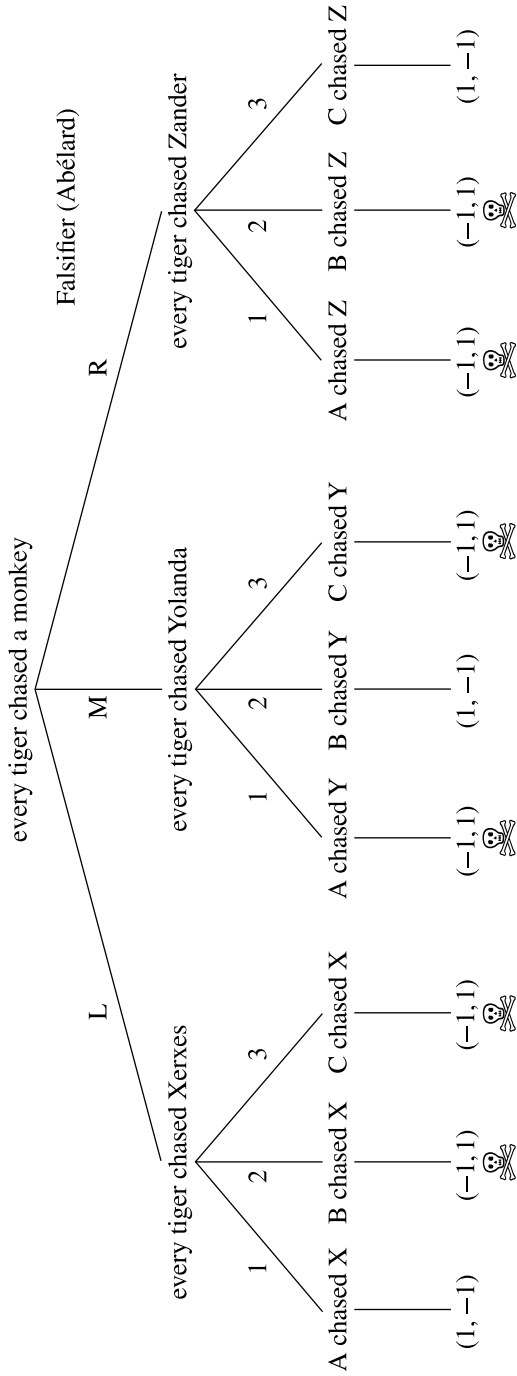 every tiger chased a monkey
Falsifier (Abélard)
L M R
every tiger chased Xerxes every tiger chased Yolanda every tiger chased Zander
1 2 3 1 2 3 1 2 3
A chased X B chased X C chased X A chased Y B chased Y C chased Y A chased Z B chased Z C chased Z
(1, −1) (−1, 1) (−1, 1) (−1, 1) (1, −1) (−1, 1) (−1, 1) (−1, 1) (1, −1)